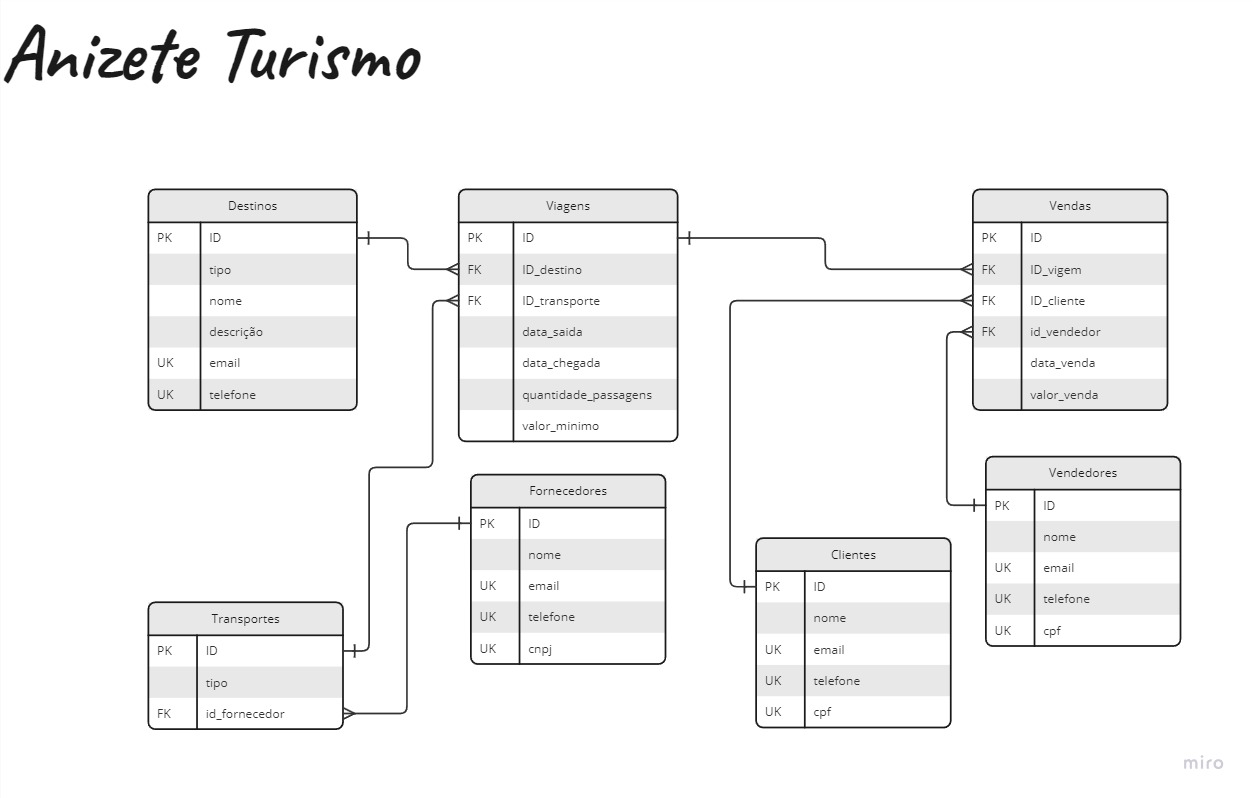 Anizete Turismo
Destinos
PK ID
tipo
nome
descrição
UK email
UK telefone
Viagens
PK ID
FK ID_destino
FK ID_transporte
data_saida
data_chegada
quantidade_passagens
valor_minimo
Vendas
PK ID
FK ID_vigem
FK ID_cliente
FK id_vendedor
data_venda
valor_venda
Fornecedores
PK ID
nome
UK email
UK telefone
UK cnpj
Vendedores
PK ID
nome
UK email
UK telefone
UK cpf
Clientes
PK ID
nome
UK email
UK telefone
UK cpf
Transportes
PK ID
tipo
FK id_fornecedor
miro